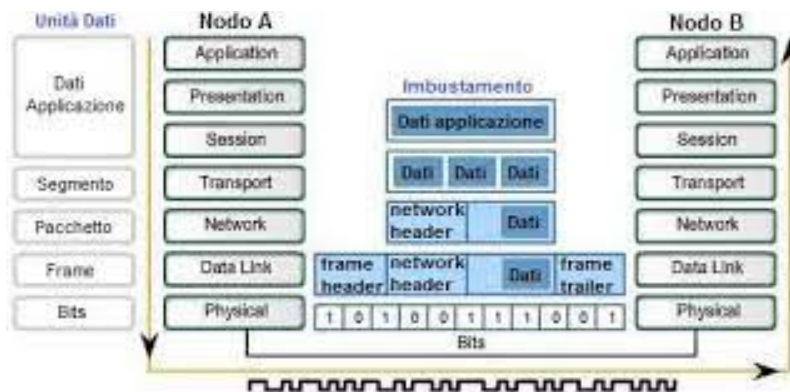 Unità Dati
Nodo A
Nodo B
Dati
Applicazione
Segmento
Pacchetto
Frame
Bits
Application
Presentation
Session
Transport
Network
Data Link
Physical
Imbustamento
Dati applicazione
Dati Dati Dati
network
header
Dati
frame
header
network
header
Dati
frame
trailer
1 0 1 0 0 1 1 1 0 0 1
Bits
Application
Presentation
Session
Transport
Network
Data Link
Physical